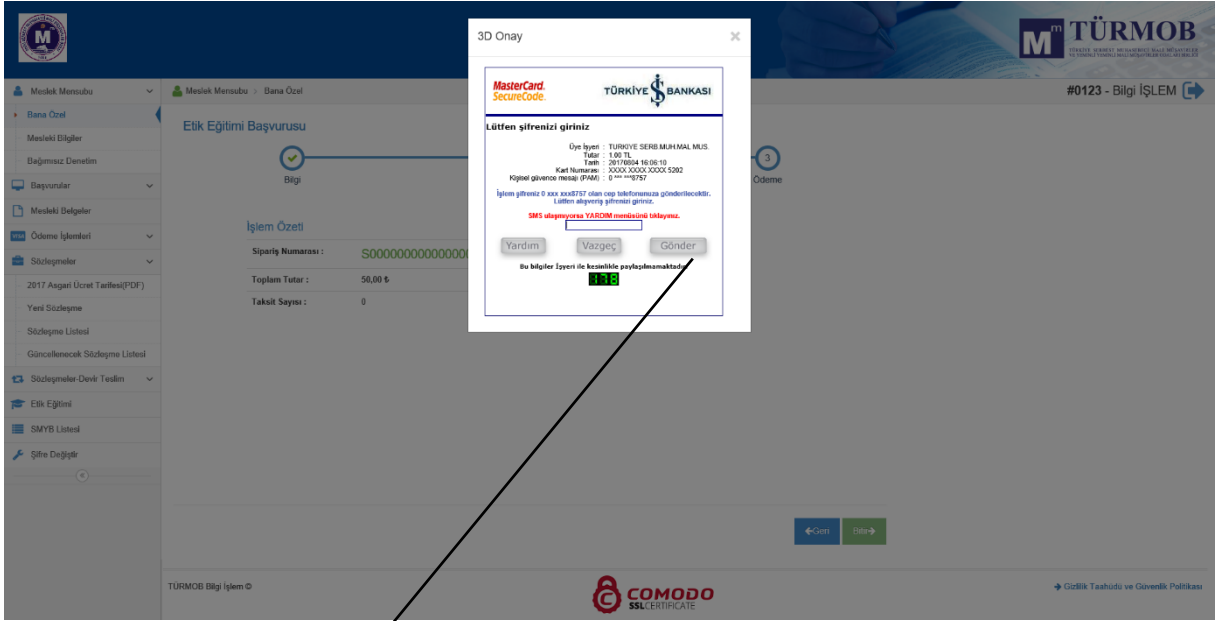 3D Onay
×
TÜRMOB
Meslek Mensubu
Meslek Mensubu > Bana Özel
#0123 - Bilgi İŞLEM
Bana Özel
Mesleki Bilgiler
Bağımsız Denetim
Başvurular
Mesleki Belgeler
Ödeme İşlemleri
Sözleşmeler
2017 Asgari Ücret Tarifesi(PDF)
Yeni Sözleşme
Sözleşme Listesi
Güncellenecek Sözleşme Listesi
Sözleşmeler-Devir Teslim
Etik Eğitimi
SMYB Listesi
Şifre Değiştir
Etik Eğitimi Başvurusu
Bilgi
3
Ödeme
İşlem Özeti
Sipariş Numarası :
Toplam Tutar : 50,00 ₺
Taksit Sayısı : 0
MasterCard.
SecureCode.
TÜRKİYE İŞ BANKASI
Lütfen şifrenizi giriniz
Üye İşyeri : TURKIYE SERB.MUH.MAL MUS.
Tutar : 1.00 TL
Tarih : 20170804 16:06:10
Kart Numarası : XXXX XXXX XXXX 5202
Kişisel güvence mesajı (PAM) : 0 *** ***8757
İşlem şifreniz 0 xxx xxx8757 olan cep telefonunuza gönderilecektir.
Lütfen alışveriş şifrenizi giriniz.
SMS ulaşmıyorsa YARDIM menüsünü tıklayınız.
Yardım
Vazgeç
Gönder
Bu bilgiler İşyeri ile kesinlikle paylaşılmamaktadır
178
Geri
Bitir
TÜRMOB Bilgi İşlem ©
COMODO
SSLCERTIFICATE
Gizlilik Taahüdü ve Güvenlik Politikası